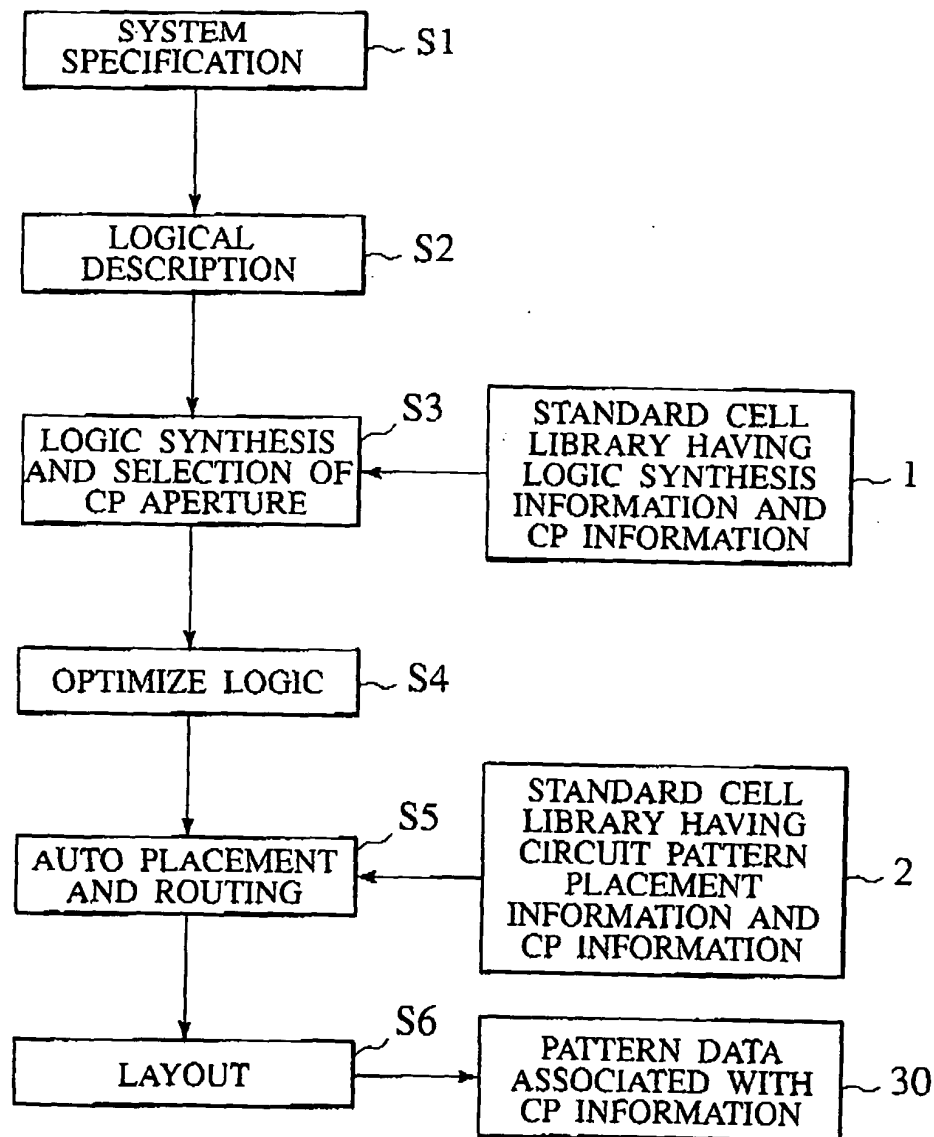 SYSTEM
SPECIFICATION
S1
LOGICAL
DESCRIPTION
S2
S3
LOGIC SYNTHESIS
AND SELECTION OF
CP APERTURE
STANDARD CELL
LIBRARY HAVING
LOGIC SYNTHESIS
INFORMATION AND
CP INFORMATION
1
OPTIMIZE LOGIC
S4
S5
AUTO PLACEMENT
AND ROUTING
STANDARD CELL
LIBRARY HAVING
CIRCUIT PATTERN
PLACEMENT
INFORMATION AND
CP INFORMATION
2
S6
LAYOUT
PATTERN DATA
ASSOCIATED WITH
CP INFORMATION
30